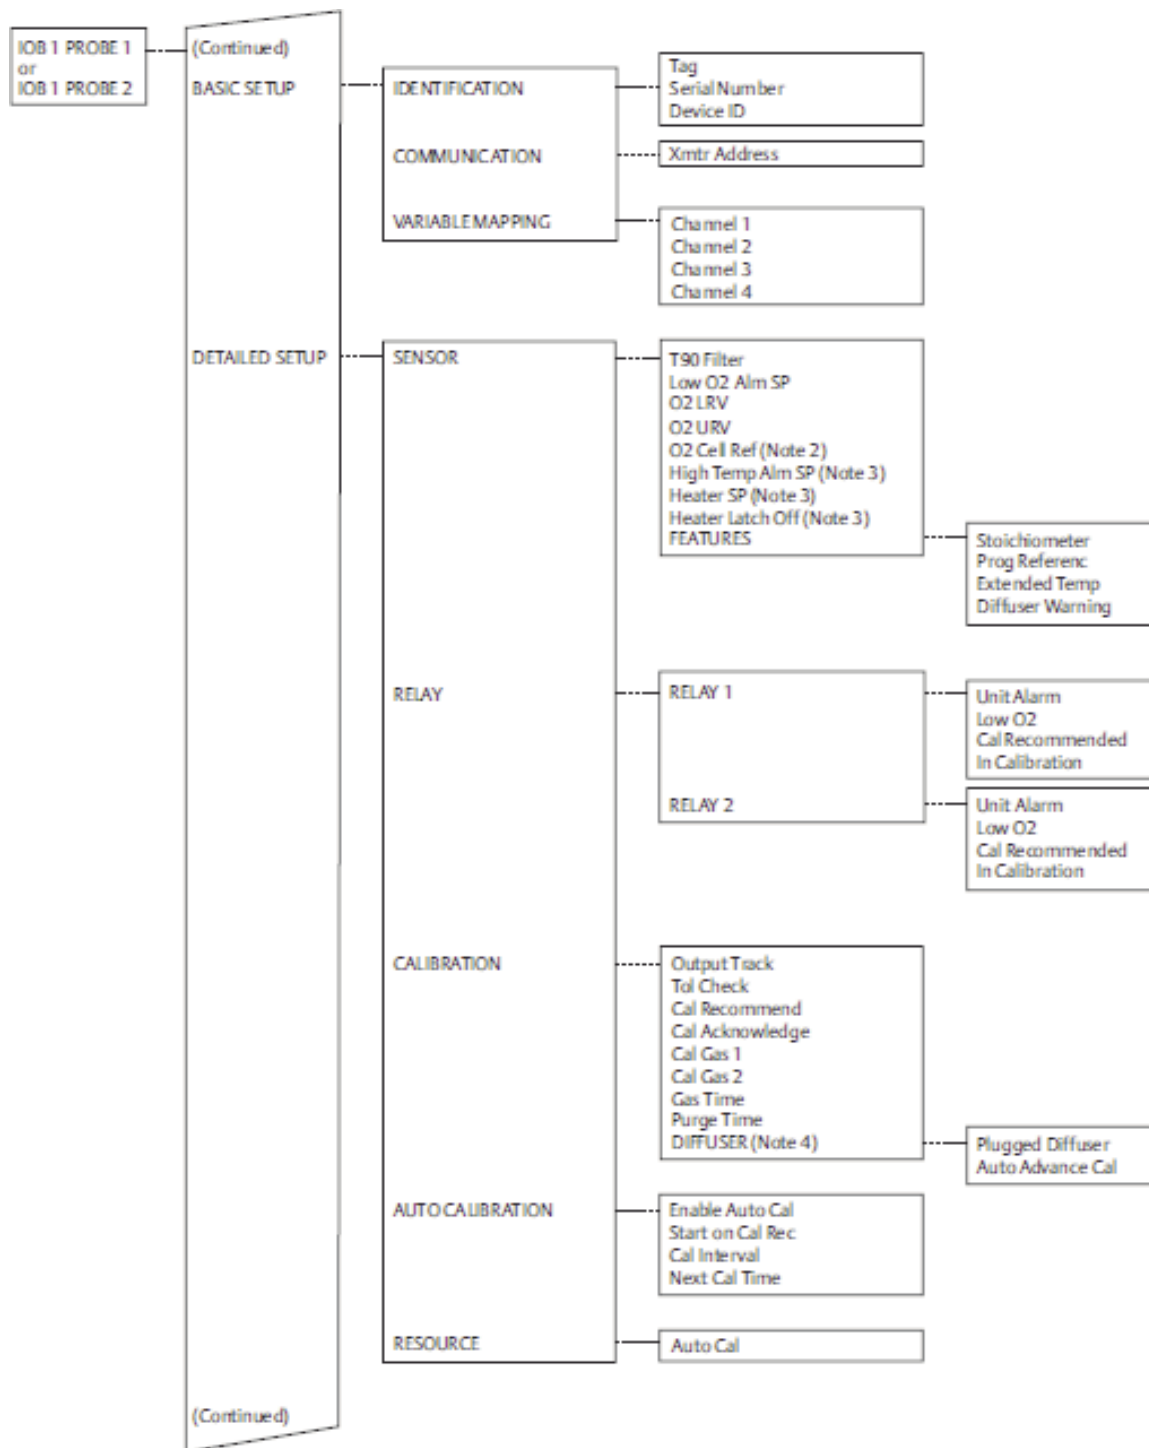 IOB 1 PROBE 1
or
IOB 1 PROBE 2
(Continued)
BASIC SETUP
IDENTIFICATION
Tag
Serial Number
Device ID
COMMUNICATION
Xmtr Address
VARIABLE MAPPING
Channel 1
Channel 2
Channel 3
Channel 4
DETAILED SETUP
SENSOR
T90 Filter
Low O2 Alm SP
O2 LRV
O2 URV
O2 Cell Ref (Note 2)
High Temp Alm SP (Note 3)
Heater SP (Note 3)
Heater Latch Off (Note 3)
FEATURES
Stoichiometer
Prog Referenc
Extended Temp
Diffuser Warning
RELAY
RELAY 1
Unit Alarm
Low O2
Cal Recommended
In Calibration
RELAY 2
Unit Alarm
Low O2
Cal Recommended
In Calibration
CALIBRATION
Output Track
Tol Check
Cal Recommend
Cal Acknowledge
Cal Gas 1
Cal Gas 2
Gas Time
Purge Time
DIFFUSER (Note 4)
Plugged Diffuser
Auto Advance Cal
AUTO CALIBRATION
Enable Auto Cal
Start on Cal Rec
Cal Interval
Next Cal Time
RESOURCE
Auto Cal
(Continued)